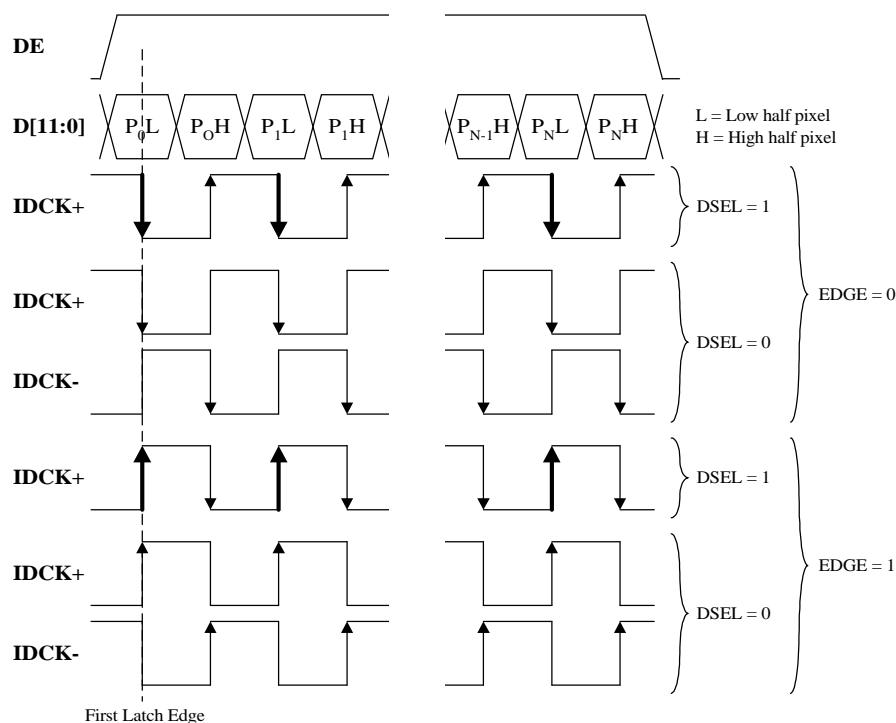 DE
D[11:0] P0L POH P1L P1H PN-1H PNL PNH L = Low half pixel
H = High half pixel
IDCK+ DSEL = 1
IDCK+ EDGE = 0
DSEL = 0
IDCK-
IDCK+ DSEL = 1
IDCK+ EDGE = 1
DSEL = 0
IDCK-
First Latch Edge